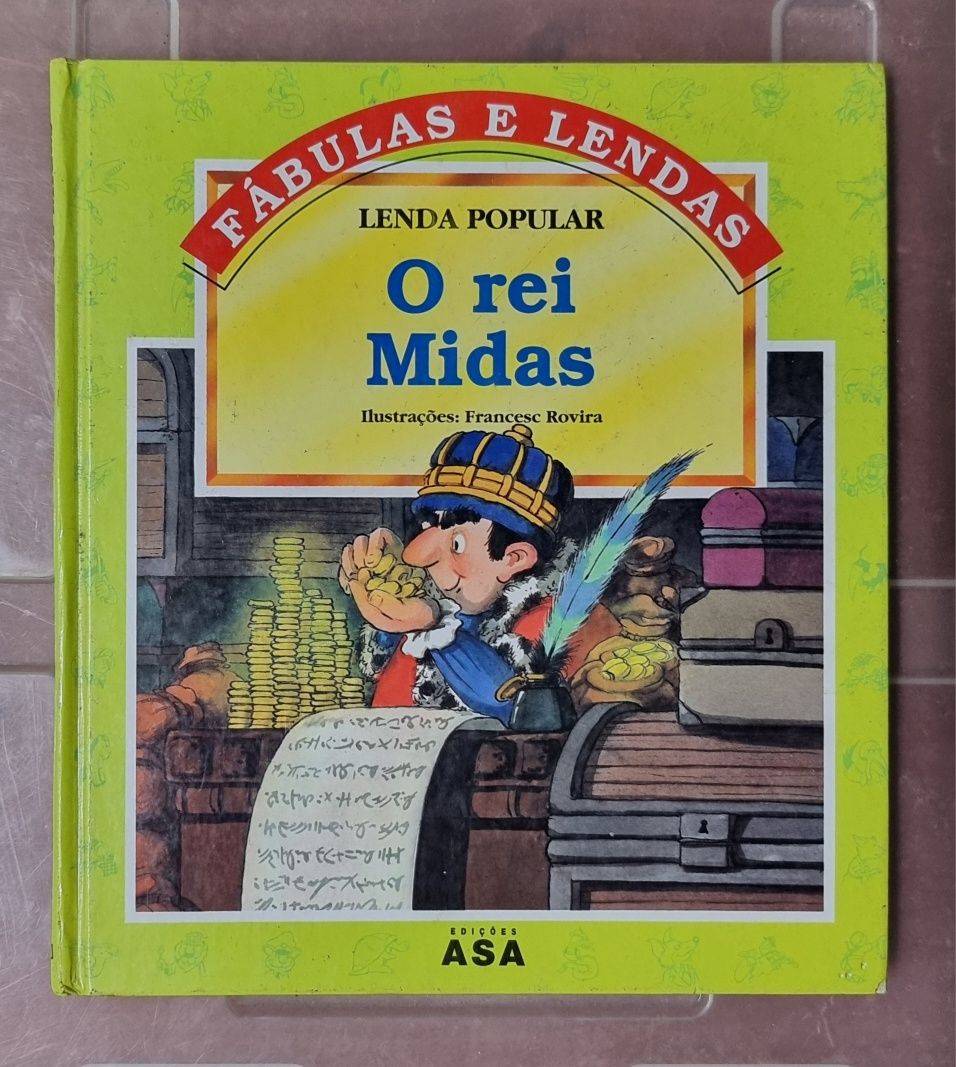 FÁBULAS E LENDAS
LENDA POPULAR
O rei
Midas
Ilustrações: Francesc Rovira
EDIÇÕES
ASA